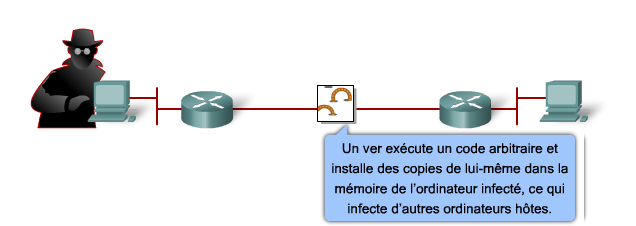 Un ver exécute un code arbitraire et
installe des copies de lui-même dans la
mémoire de l'ordinateur infecté, ce qui
infecte d'autres ordinateurs hôtes.